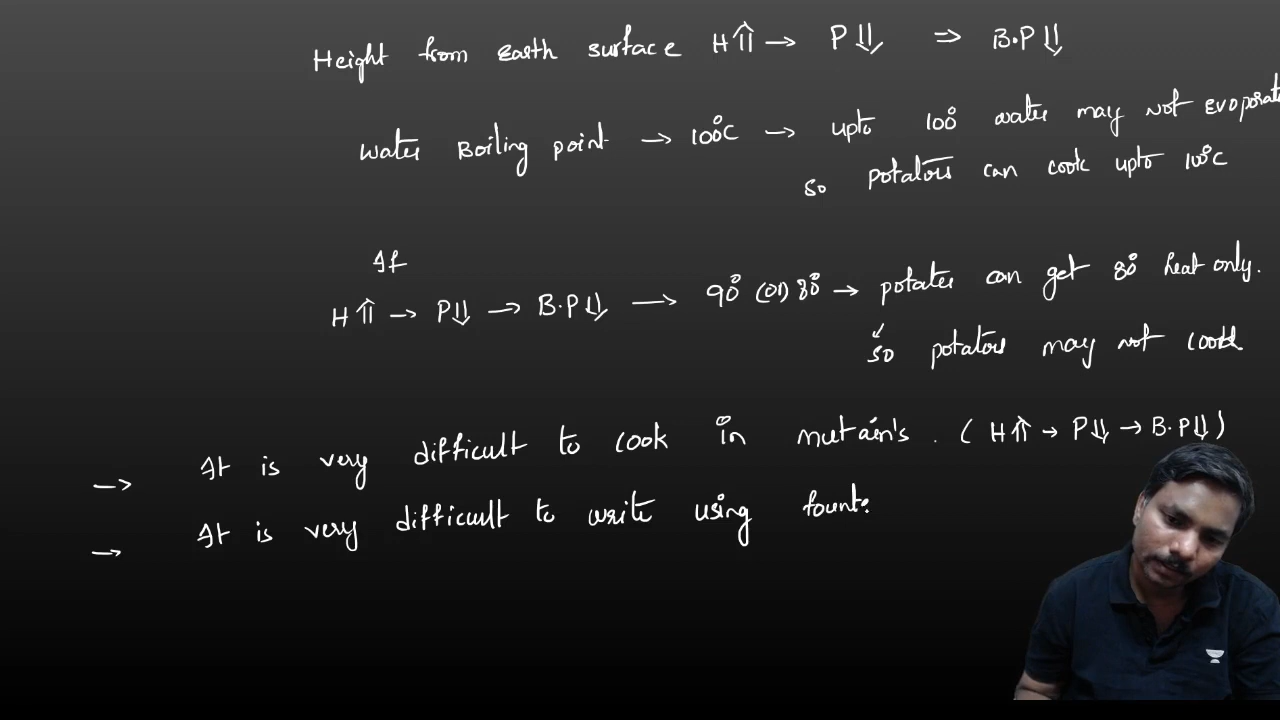 Height from earth surface H⇑ → P⇓ ⇒ B.P⇓
water Boiling point → 100°C → upto 100° water may not evoporate
so potatoes can cook upto 100°C
If
H⇑ → P⇓ → B.P⇓ → 90° (or) 80° → potatoes can get 80° heat only.
so potatoes may not cook
→ It is very difficult to cook in mutain's. (H⇑ → P⇓ → B.P⇓)
→ It is very difficult to write using founta